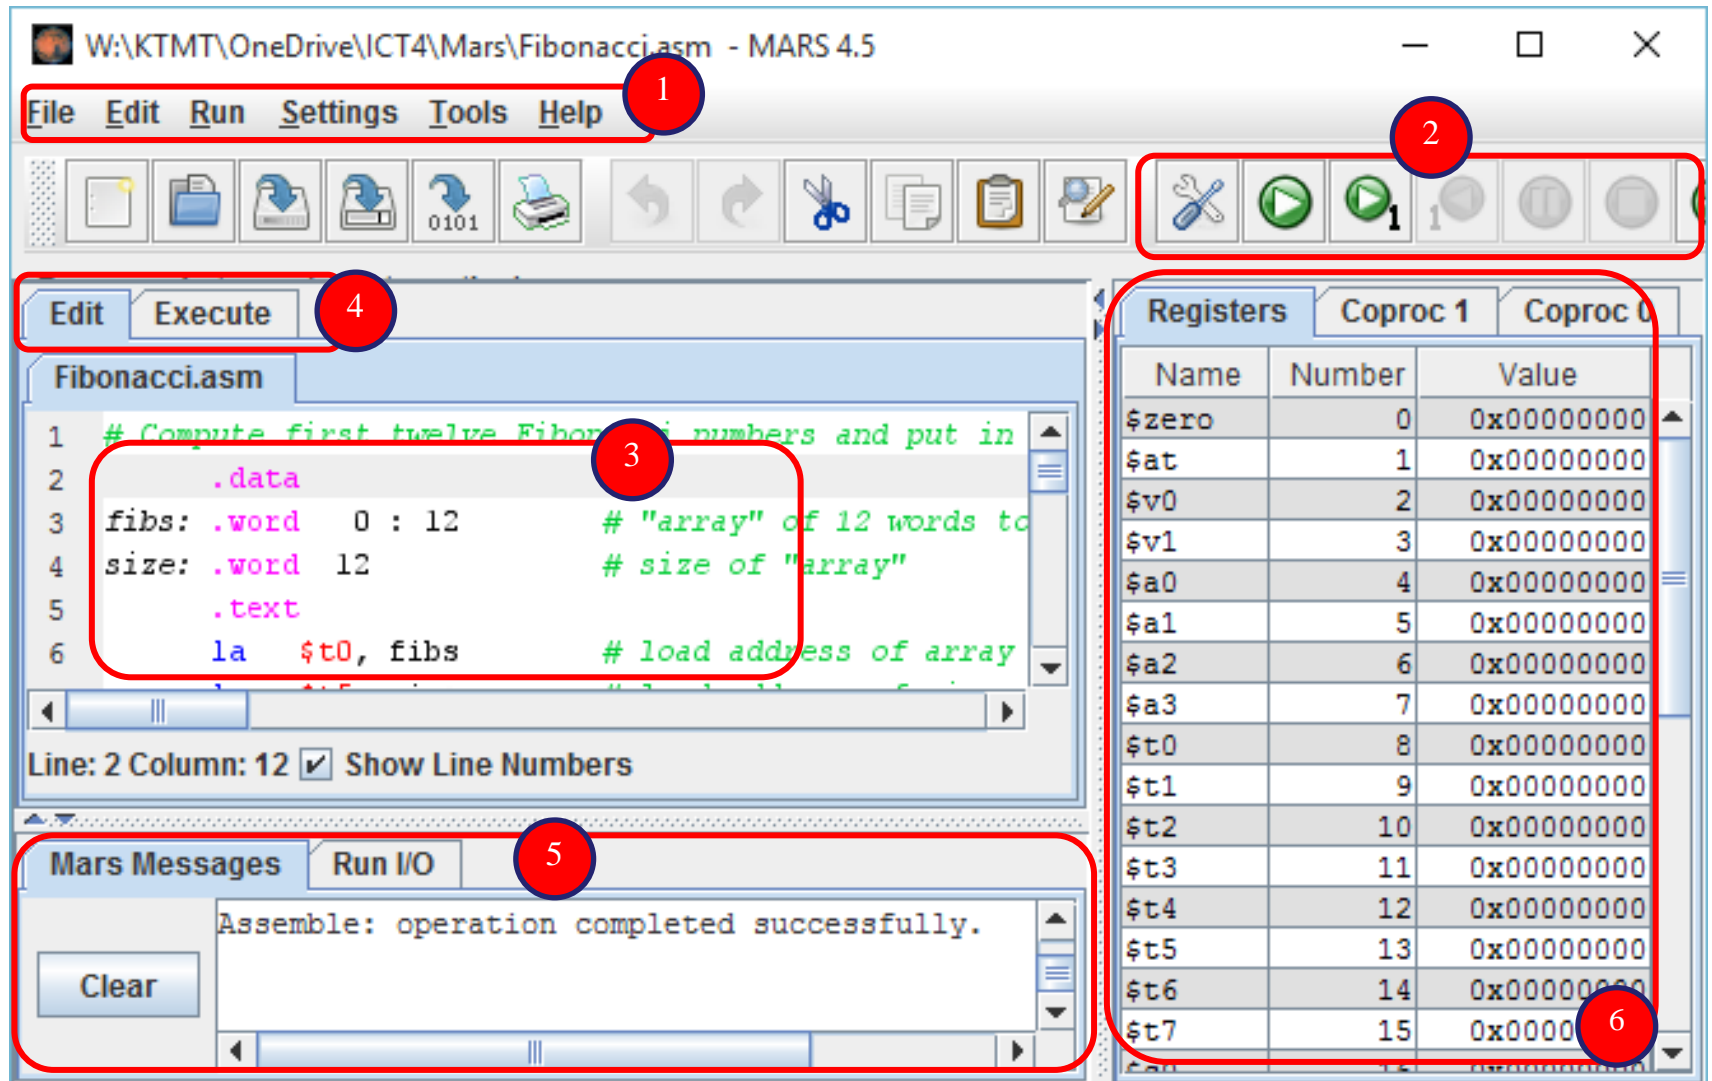 W:\KTMT\OneDrive\ICT4\Mars\Fibonacci.asm - MARS 4.5
1
File Edit Run Settings Tools Help
2
0101
1
1
4
Edit Execute
Fibonacci.asm
3
1 # Compute first twelve numbers and put in
2 .data
3 fibs: .word 0 : 12 # "array" of 12 words to
4 size: .word 12 # size of "array"
5 .text
6 la $t0, fibs # load address of array
Line: 2 Column: 12 Show Line Numbers
5
Mars Messages Run I/O
Assemble: operation completed successfully.
Clear
Registers Coproc 1 Coproc 0
Name Number Value
$zero 0 0x00000000
$at 1 0x00000000
$v0 2 0x00000000
$v1 3 0x00000000
$a0 4 0x00000000
$a1 5 0x00000000
$a2 6 0x00000000
$a3 7 0x00000000
$t0 8 0x00000000
$t1 9 0x00000000
$t2 10 0x00000000
$t3 11 0x00000000
$t4 12 0x00000000
$t5 13 0x00000000
$t6 14 0x00000000
$t7 15 0x0000
6